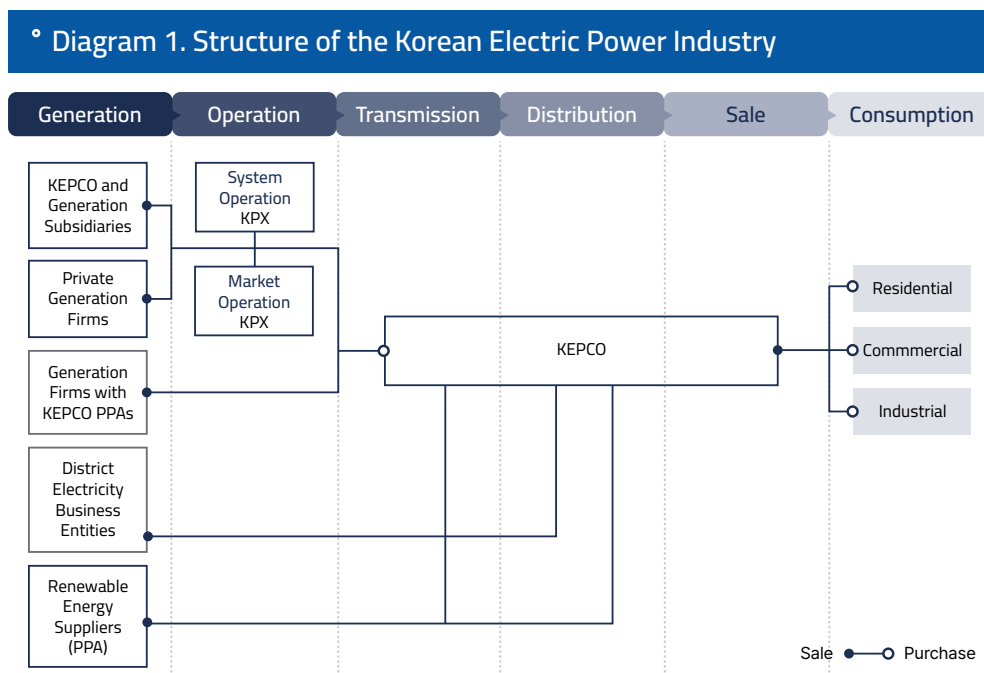 Diagram 1. Structure of the Korean Electric Power Industry
Generation
Operation
Transmission
Distribution
Sale
Consumption
KEPCO and
Generation
Subsidiaries
System
Operation
KPX
Private
Generation
Firms
Market
Operation
KPX
Generation
Firms with
KEPCO PPAs
District
Electricity
Business
Entities
Renewable
Energy
Suppliers
(PPA)
KEPCO
Residential
Commmercial
Industrial
Sale
Purchase